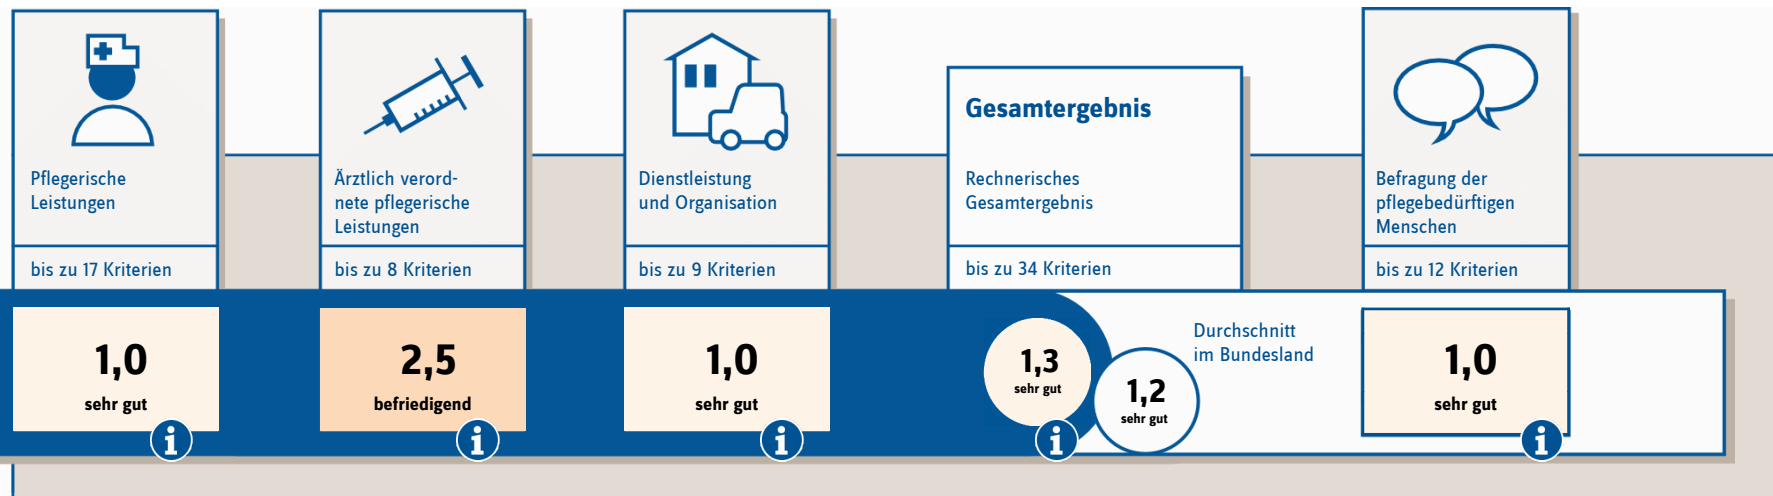 Pflegerische
Leistungen
bis zu 17 Kriterien
1,0
sehr gut
i
Ärztlich verord-
nete pflegerische
Leistungen
bis zu 8 Kriterien
2,5
befriedigend
i
Dienstleistung
und Organisation
bis zu 9 Kriterien
1,0
sehr gut
i
Gesamtergebnis
Rechnerisches
Gesamtergebnis
bis zu 34 Kriterien
1,3
sehr gut
i
1,2
sehr gut
Durchschnitt
im Bundesland
Befragung der
pflegebedürftigen
Menschen
bis zu 12 Kriterien
1,0
sehr gut
i